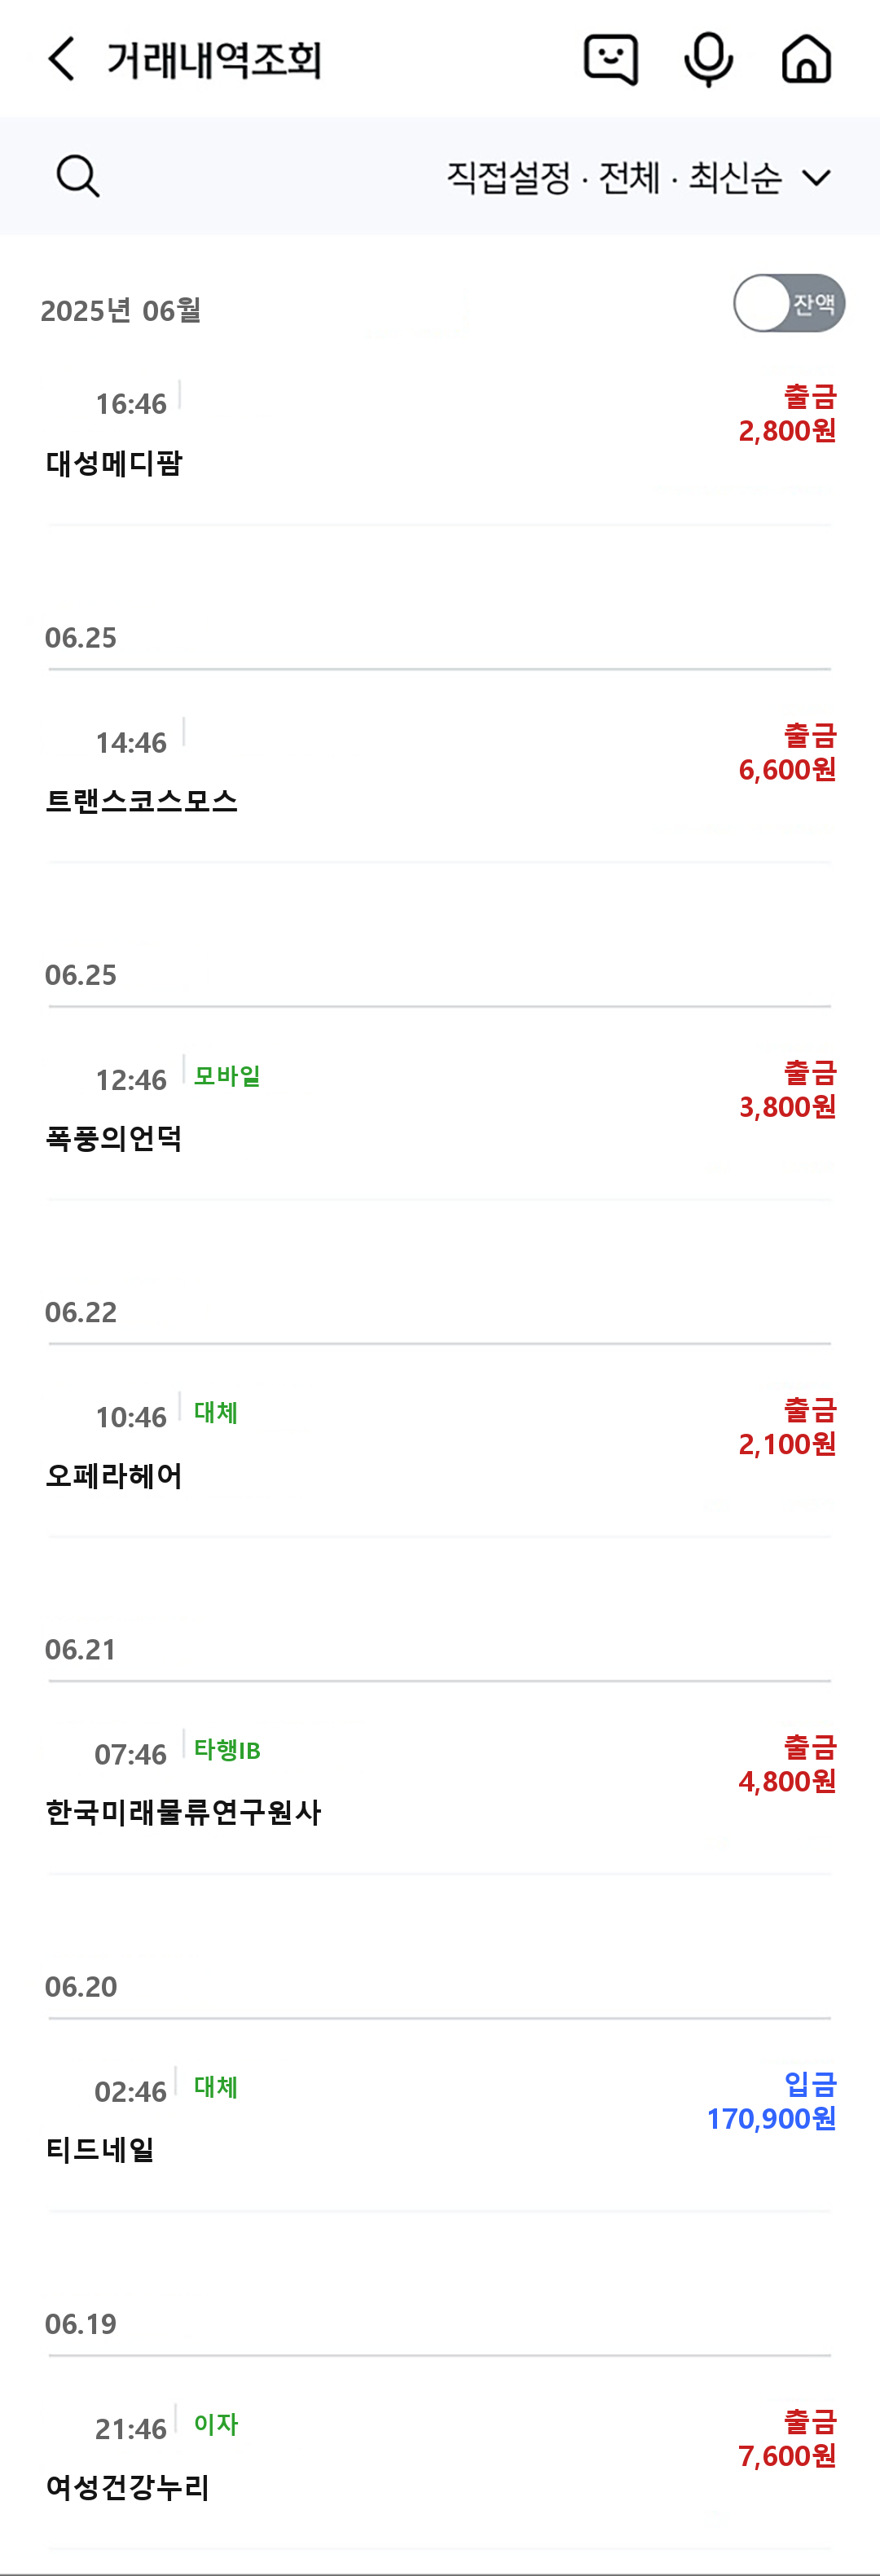 거래내역조회
직접설정 · 전체 · 최신순
2025년 06월
잔액
16:46
출금
2,800원
대성메디팜
06.25
14:46
출금
6,600원
트랜스코스모스
06.25
12:46 모바일
출금
3,800원
폭풍의언덕
06.22
10:46 대체
출금
2,100원
오페라헤어
06.21
07:46 타행IB
출금
4,800원
한국미래물류연구원사
06.20
02:46 대체
입금
170,900원
티드네일
06.19
21:46 이자
출금
7,600원
여성건강누리